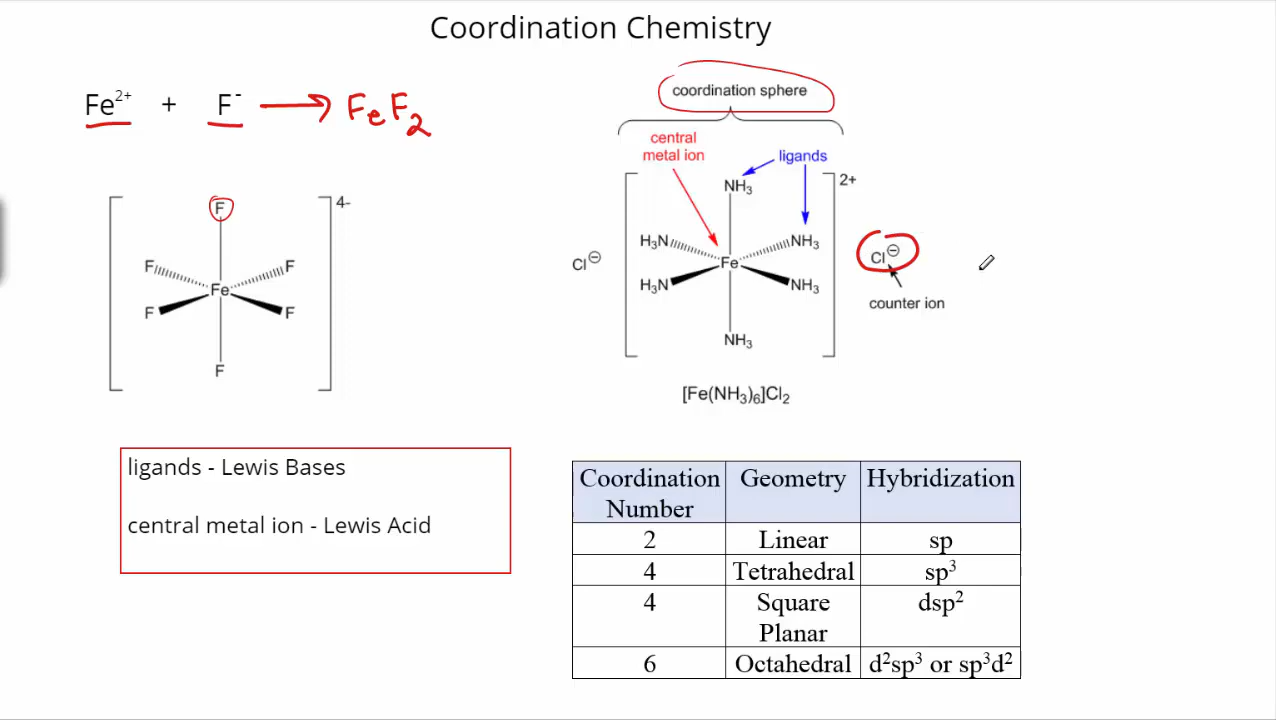 Coordination Chemistry
Fe²⁺ + F⁻ ⟶ FeF₂
coordination sphere
central
metal ion
ligands
[ ]⁴⁻
F
F F
Fe
F F
F
[ ]²⁺
NH₃
H₃N NH₃
Fe
H₃N NH₃
NH₃
Cl⊖
Cl⊖
counter ion
[Fe(NH₃)₆]Cl₂
ligands - Lewis Bases
central metal ion - Lewis Acid
Coordination Number Geometry Hybridization
2 Linear sp
4 Tetrahedral sp³
4 Square Planar dsp²
6 Octahedral d²sp³ or sp³d²